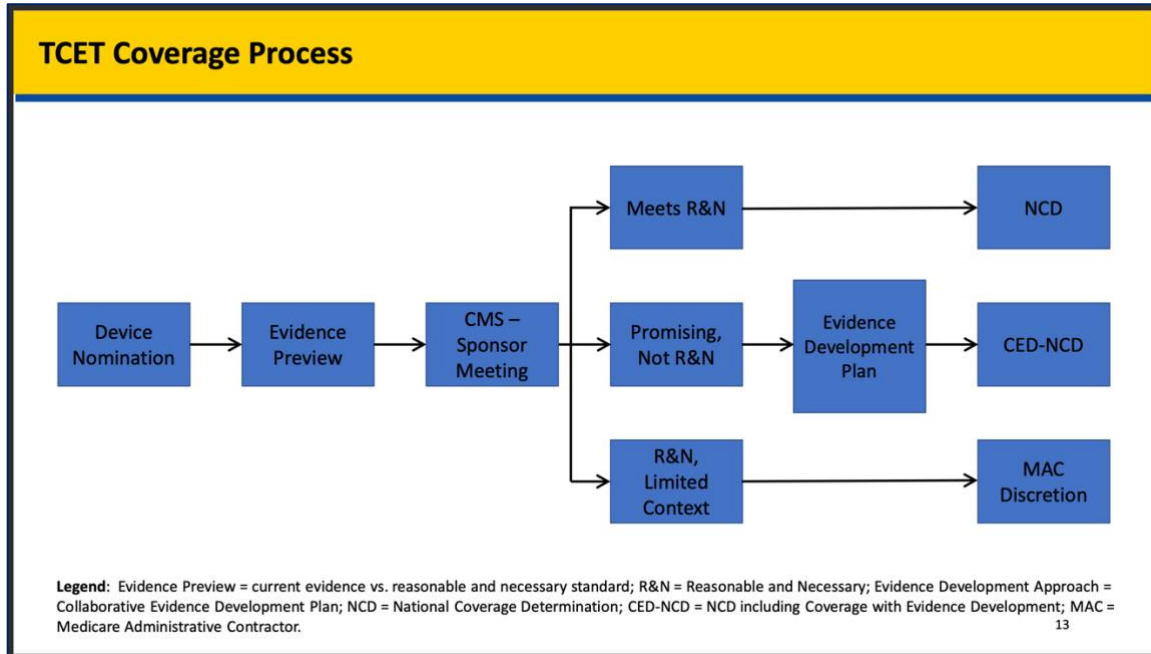 TCET Coverage Process
Meets R&N
NCD
Device
Nomination
Evidence
Preview
CMS –
Sponsor
Meeting
Promising,
Not R&N
Evidence
Development
Plan
CED-NCD
R&N,
Limited
Context
MAC
Discretion
Legend: Evidence Preview = current evidence vs. reasonable and necessary standard; R&N = Reasonable and Necessary; Evidence Development Approach =
Collaborative Evidence Development Plan; NCD = National Coverage Determination; CED-NCD = NCD including Coverage with Evidence Development; MAC =
Medicare Administrative Contractor.
13